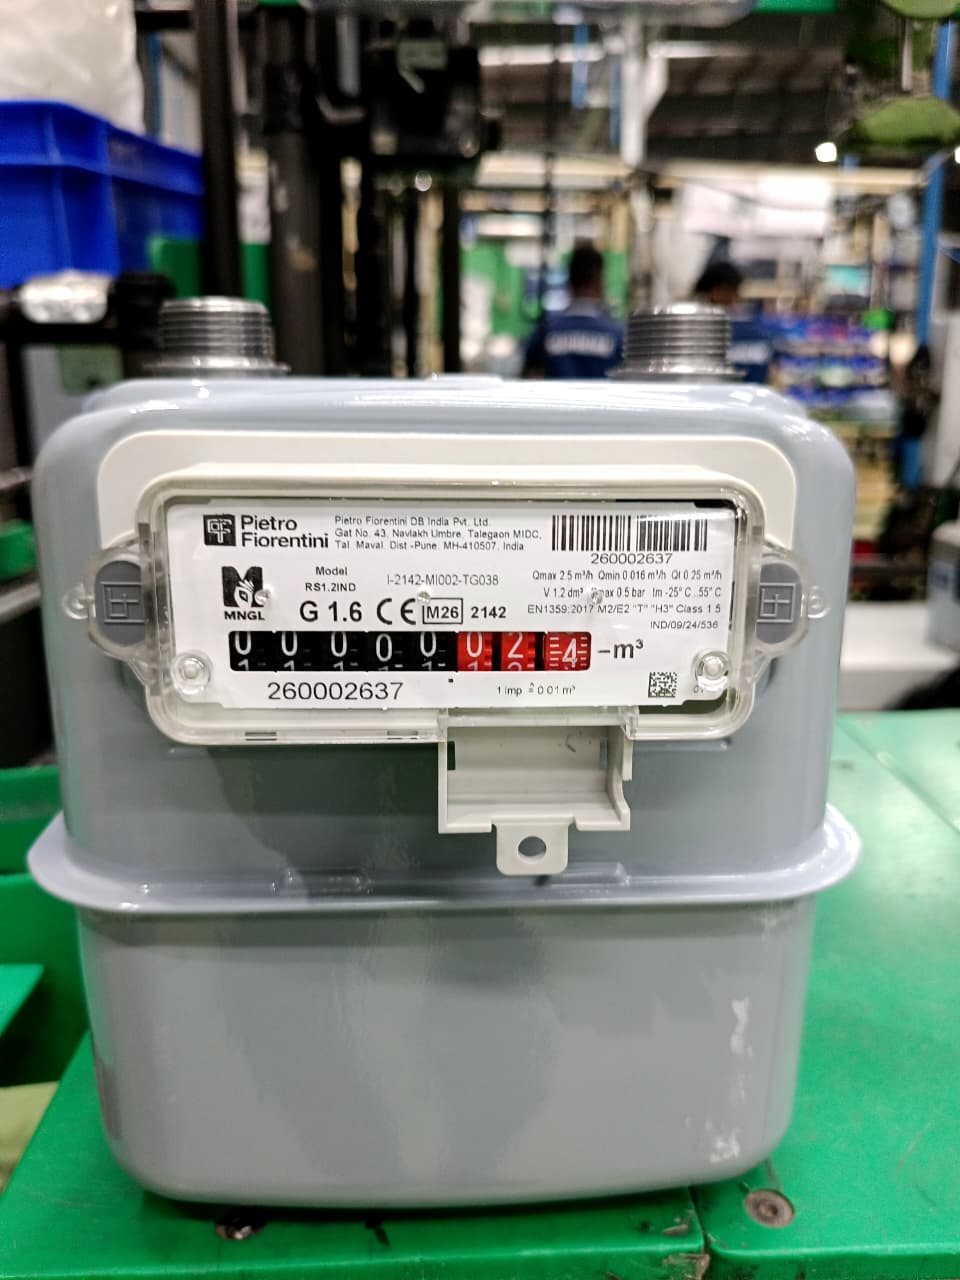 Pietro
Fiorentini
Pietro Fiorentini DB India Pvt. Ltd.
Gat No. 43, Navlakh Umbre, Talegaon MIDC,
Tal. Maval. Dist.-Pune. MH-410507. India
260002637
MNGL
Model
RS1.2IND
G 1.6
I-2142-MI002-TG038
CE M26 2142
Qmax 2.5 m³/h Qmin 0.016 m³/h Qt 0.25 m³/h
V 1.2 dm³ Pmax 0.5 bar tm -25° C...55° C
EN1359:2017 M2/E2 "T" "H3" Class 1.5
IND/09/24/536
0 0 0 0 0 0 2 4 -m³
260002637
1 imp ≙ 0.01 m³